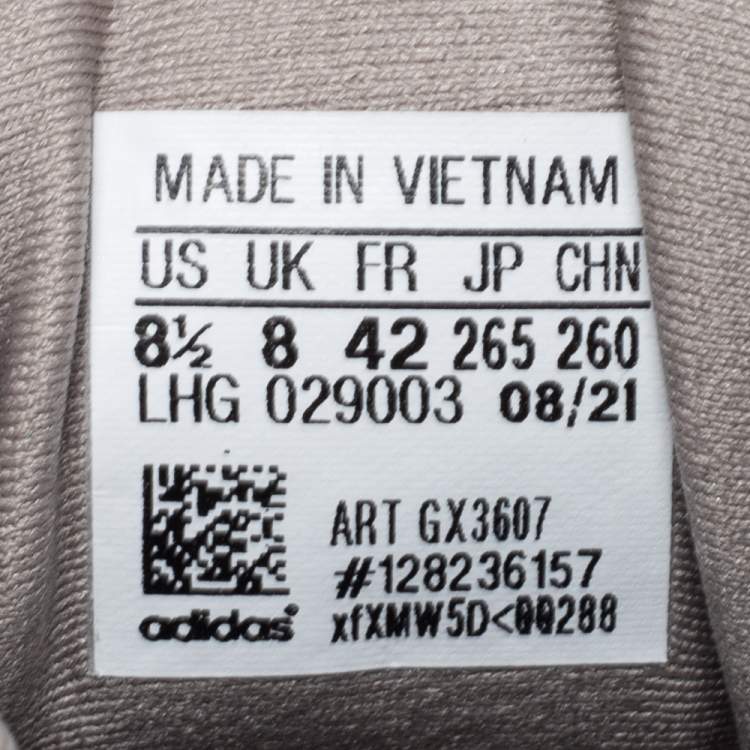 MADE IN VIETNAM
US UK FR JP CHN
8½ 8 42 265 260
LHG 029003 08/21
ART GX3607
#128236157
xfXMW5D<00288
adidas®